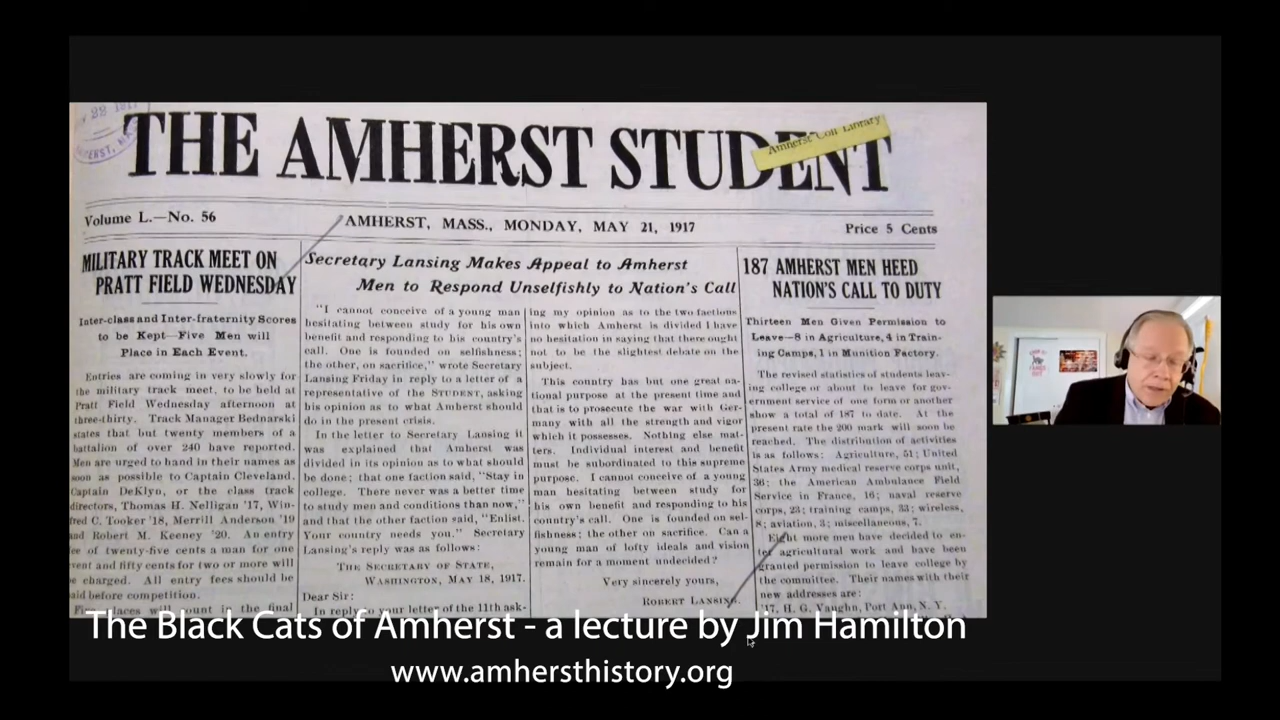 THE AMHERST STUDENT
Amherst Coll Library
Volume L.—No. 56
AMHERST, MASS., MONDAY, MAY 21, 1917
Price 5 Cents
MILITARY TRACK MEET ON
PRATT FIELD WEDNESDAY
Inter-class and Inter-fraternity Scores
to be Kept—Five Men will
Place in Each Event.
Entries are coming in very slowly for
the military track meet, to be held at
Pratt Field Wednesday afternoon at
three-thirty. Track Manager Bednarski
states that but twenty members of a
battalion of over 240 have reported.
Men are urged to hand in their names as
soon as possible to Captain Cleveland,
Captain DeKlyn, or the class track
directors, Thomas H. Nelligan '17, Win-
fred C. Tooker '18, Merrill Anderson '19
and Robert M. Keeney '20. An entry
of twenty-five cents a man for one
and fifty cents for two or more will
be charged. All entry fees should be
before competition.
places will count in the final
Secretary Lansing Makes Appeal to Amherst
Men to Respond Unselfishly to Nation's Call
"I cannot conceive of a young man
hesitating between study for his own
benefit and responding to his country's
call. One is founded on selfishness;
the other, on sacrifice," wrote Secretary
Lansing Friday in reply to a letter of a
representative of the STUDENT, asking
his opinion as to what Amherst should
do in the present crisis.
In the letter to Secretary Lansing it
was explained that Amherst was
divided in its opinion as to what should
be done; that one faction said, "Stay in
college. There never was a better time
to study men and conditions than now,"
and that the other faction said, "Enlist.
Your country needs you." Secretary
Lansing's reply was as follows:
THE SECRETARY OF STATE,
WASHINGTON, MAY 18, 1917.
Dear Sir:
In reply to your letter of the 11th ask-
ing my opinion as to the two factions
into which Amherst is divided I have
no hesitation in saying that there ought
not to be the slightest debate on the
subject.
This country has but one great na-
tional purpose at the present time and
that is to prosecute the war with Ger-
many with all the strength and vigor
which it possesses. Nothing else mat-
ters. Individual interest and benefit
must be subordinated to this supreme
purpose. I cannot conceive of a young
man hesitating between study for
his own benefit and responding to his
country's call. One is founded on sel-
fishness; the other on sacrifice. Can a
young man of lofty ideals and vision
remain for a moment undecided?
Very sincerely yours,
ROBERT LANSING.
187 AMHERST MEN HEED
NATION'S CALL TO DUTY
Thirteen Men Given Permission to
Leave—8 in Agriculture, 4 in Train-
ing Camps, 1 in Munition Factory.
The revised statistics of students leav-
ing college or about to leave for gov-
ernment service of one form or another
show a total of 187 to date. At the
present rate the 200 mark will soon be
reached. The distribution of activities
is as follows: Agriculture, 51; United
States Army medical reserve corps unit,
36; the American Ambulance Field
Service in France, 16; naval reserve
corps, 23; training camps, 33; wireless,
8; aviation, 3; miscellaneous, 7.
Eight more men have decided to en-
ter agricultural work and have been
granted permission to leave college by
the committee. Their names with their
new addresses are:
'17, H. G. Vaughn, Port Ann, N. Y.
The Black Cats of Amherst - a lecture by Jim Hamilton
www.amhersthistory.org